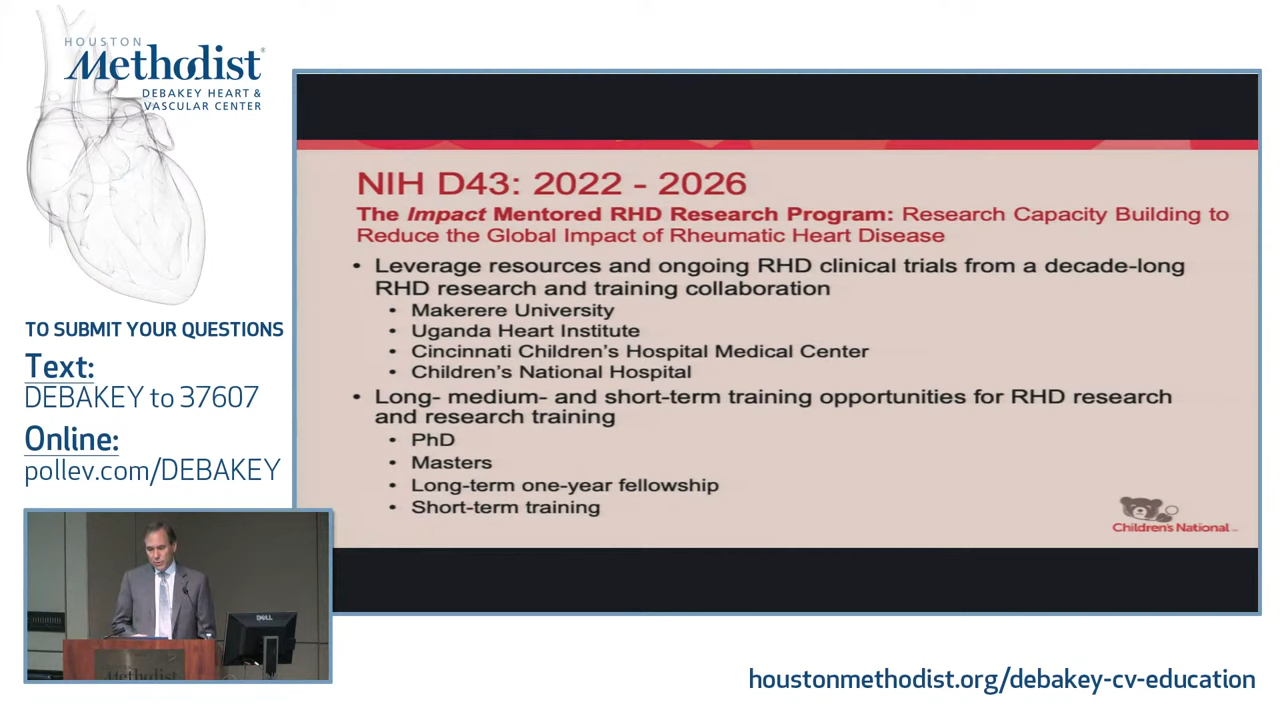 HOUSTON
Methodist
DEBAKEY HEART &
VASCULAR CENTER
TO SUBMIT YOUR QUESTIONS
Text:
DEBAKEY to 37607
Online:
pollev.com/DEBAKEY
NIH D43: 2022 - 2026
The Impact Mentored RHD Research Program: Research Capacity Building to
Reduce the Global Impact of Rheumatic Heart Disease
• Leverage resources and ongoing RHD clinical trials from a decade-long
RHD research and training collaboration
• Makerere University
• Uganda Heart Institute
• Cincinnati Children's Hospital Medical Center
• Children's National Hospital
• Long- medium- and short-term training opportunities for RHD research
and research training
• PhD
• Masters
• Long-term one-year fellowship
• Short-term training
Children's National
DELL
Methodist
houstonmethodist.org/debakey-cv-education